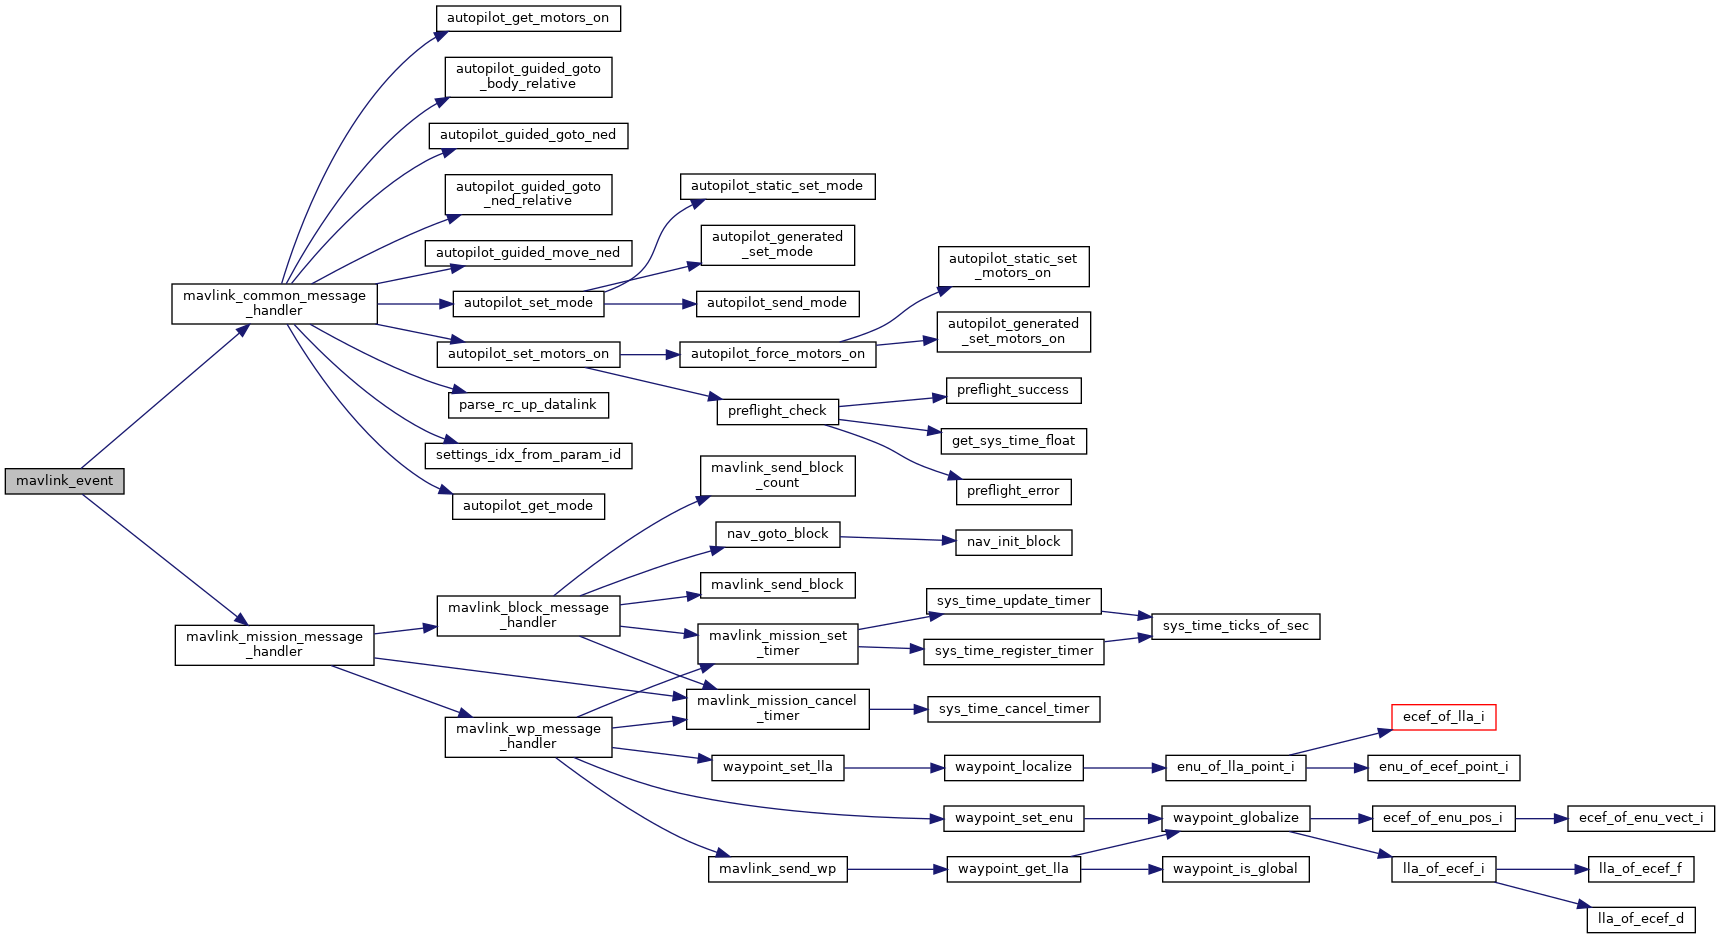 autopilot_get_motors_on
autopilot_guided_goto
_body_relative
autopilot_guided_goto_ned
autopilot_guided_goto
_ned_relative
autopilot_static_set_mode
autopilot_generated
_set_mode
autopilot_guided_move_ned
autopilot_static_set
_motors_on
mavlink_common_message
_handler
autopilot_set_mode
autopilot_send_mode
autopilot_generated
_set_motors_on
autopilot_set_motors_on
autopilot_force_motors_on
preflight_success
parse_rc_up_datalink
preflight_check
get_sys_time_float
settings_idx_from_param_id
mavlink_event
mavlink_send_block
_count
preflight_error
autopilot_get_mode
nav_goto_block
nav_init_block
mavlink_send_block
sys_time_update_timer
mavlink_block_message
_handler
sys_time_ticks_of_sec
mavlink_mission_message
_handler
mavlink_mission_set
_timer
sys_time_register_timer
mavlink_mission_cancel
_timer
sys_time_cancel_timer
ecef_of_lla_i
mavlink_wp_message
_handler
waypoint_set_lla
waypoint_localize
enu_of_lla_point_i
enu_of_ecef_point_i
waypoint_set_enu
waypoint_globalize
ecef_of_enu_pos_i
ecef_of_enu_vect_i
mavlink_send_wp
waypoint_get_lla
waypoint_is_global
lla_of_ecef_i
lla_of_ecef_f
lla_of_ecef_d